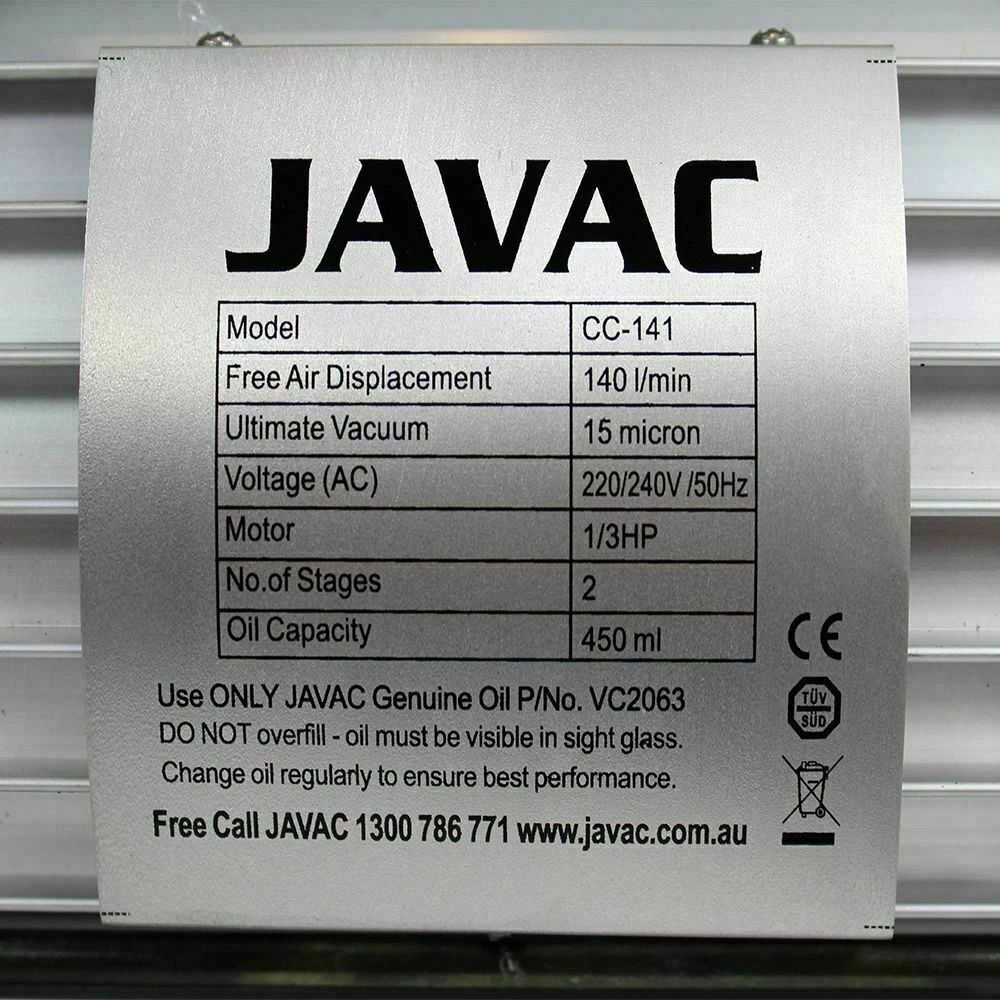 JAVAC
Model CC-141
Free Air Displacement 140 l/min
Ultimate Vacuum 15 micron
Voltage (AC) 220/240V /50Hz
Motor 1/3HP
No.of Stages 2
Oil Capacity 450 ml
CE
TÜV
SÜD
Use ONLY JAVAC Genuine Oil P/No. VC2063
DO NOT overfill - oil must be visible in sight glass.
Change oil regularly to ensure best performance.
Free Call JAVAC 1300 786 771 www.javac.com.au